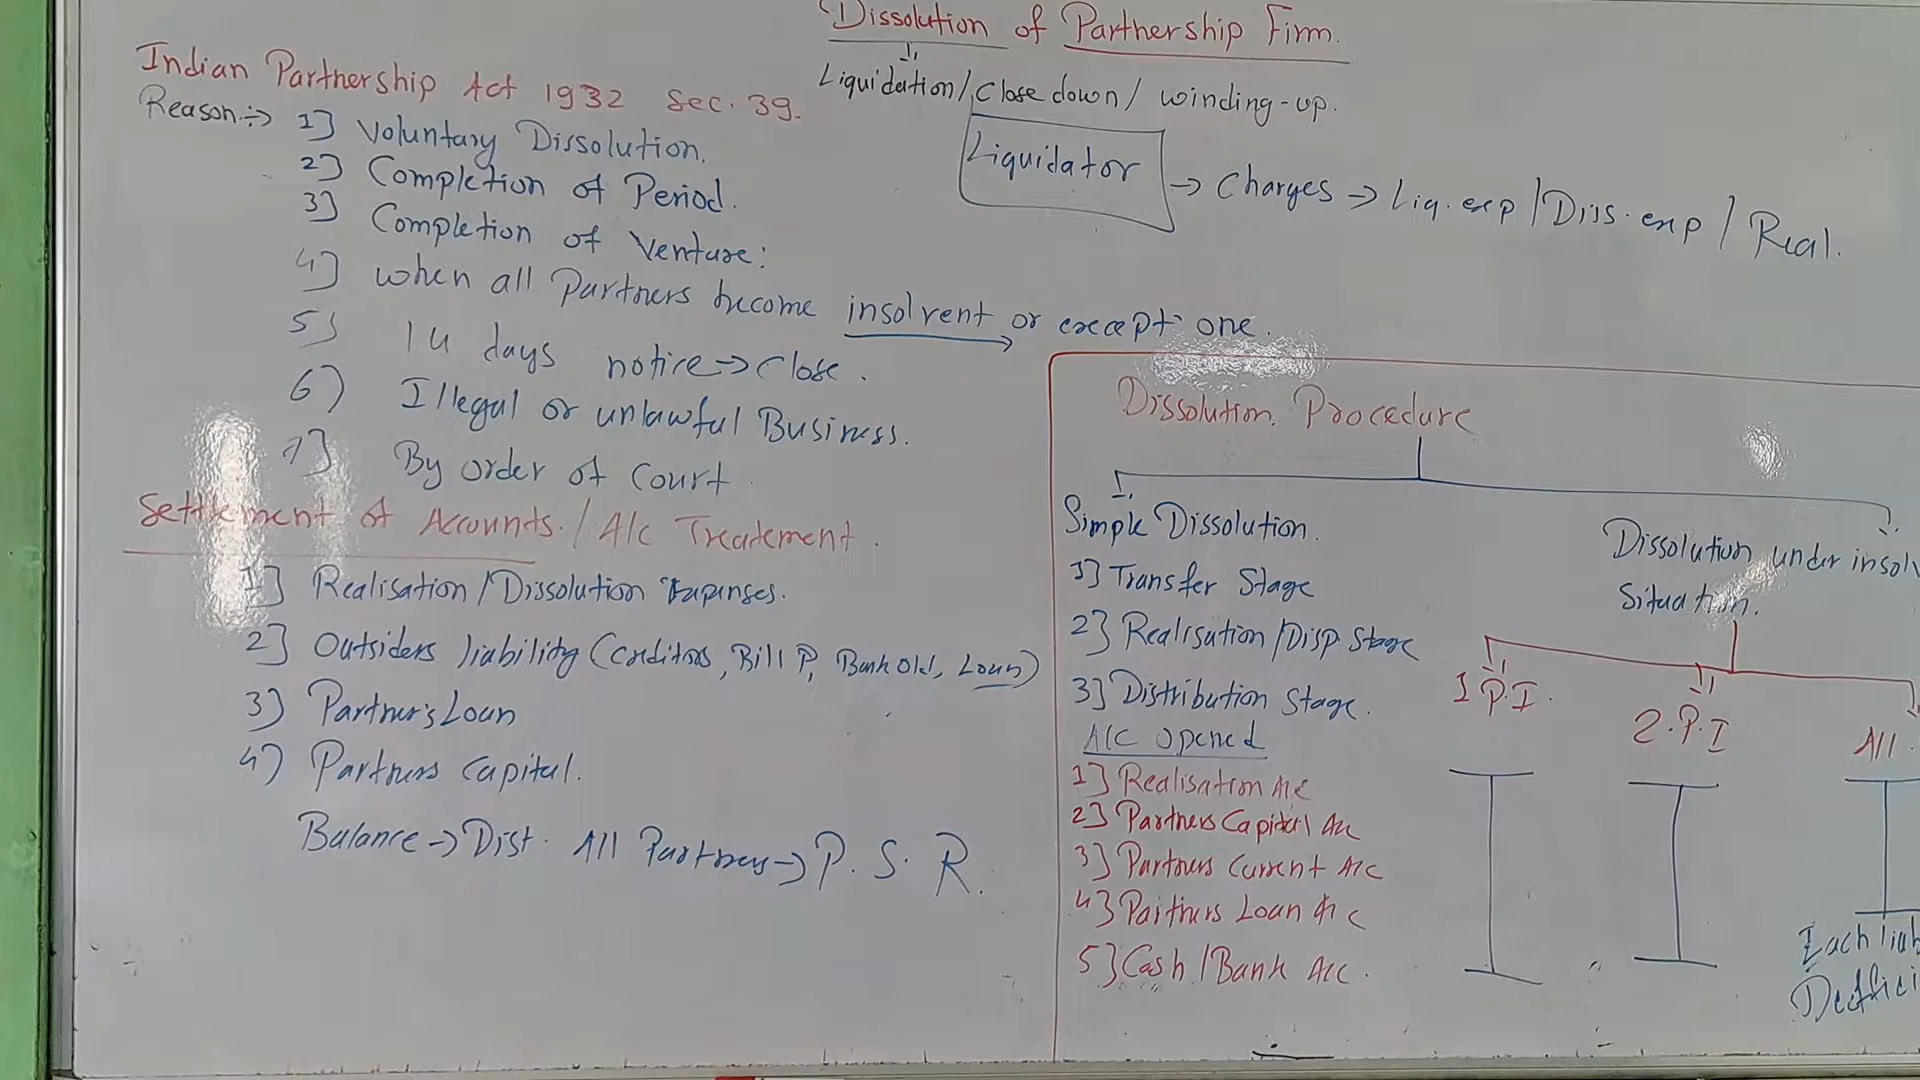 Dissolution of Partnership Firm.
Liquidation/Close down/ winding-up.
Liquidator → Charges → Liq. exp / Diss. exp / Real.
Indian Partnership Act 1932 Sec. 39.
Reason:→ 1] Voluntary Dissolution.
2] Completion of Period.
3] Completion of Venture:
4] when all Partners become insolvent or except one.
5) 14 days notice → close.
6) Illegal or unlawful Business.
7] By order of Court.
Settlement of Accounts. / A/c Treatement.
1] Realisation / Dissolution Expenses.
2] Outsiders liability (Creditors, Bill P, Bank Old, Loan)
3) Partner's Loan
4) Partners Capital.
Balance → Dist. All Partners → P. S. R.
Dissolution Procedure
Simple Dissolution.
1] Transfer Stage
2] Realisation / Disp. Stage
3] Distribution Stage.
A/C opened
1] Realisation A/c
2] Partners Capital A/c
3] Partners Current A/c
4] Partners Loan A/c
5] Cash / Bank A/c.
Dissolution under insolv
Situation.
1 P. I.
2. P. I
All.
Each liab
Defici